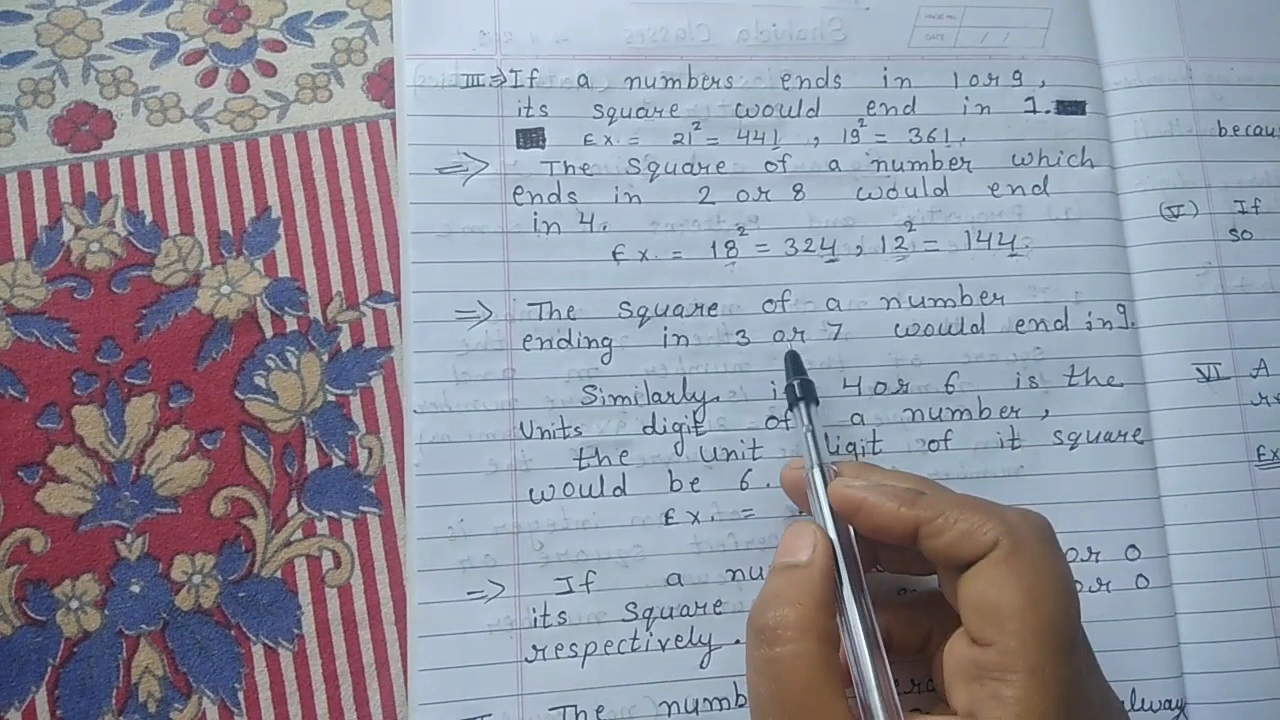 PAGE NO.
DATE / /
III ⇒ If a numbers ends in 1 or 9,
its square would end in 1.
Ex. = 21² = 441 , 19² = 361.
⇒ The square of a number which
ends in 2 or 8 would end
in 4.
Ex. = 18² = 324 , 12² = 144.
⇒ The square of a number
ending in 3 or 7 would end in 9.
Similarly. 4 or 6 is the
units digit of a number,
the unit digit of it square
would be 6.
Ex. =
⇒ If a or 0
its square or 0
respectively.
The
becau
(V) If
so
VI A
Ex